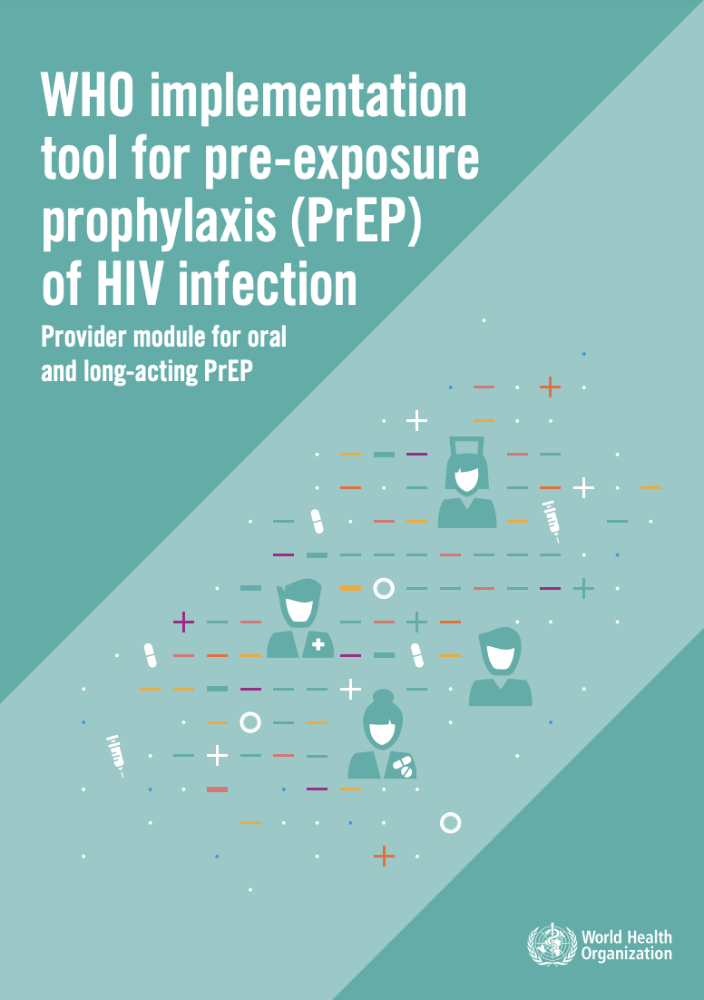 WHO implementation
tool for pre-exposure
prophylaxis (PrEP)
of HIV infection
Provider module for oral
and long-acting PrEP
World Health
Organization